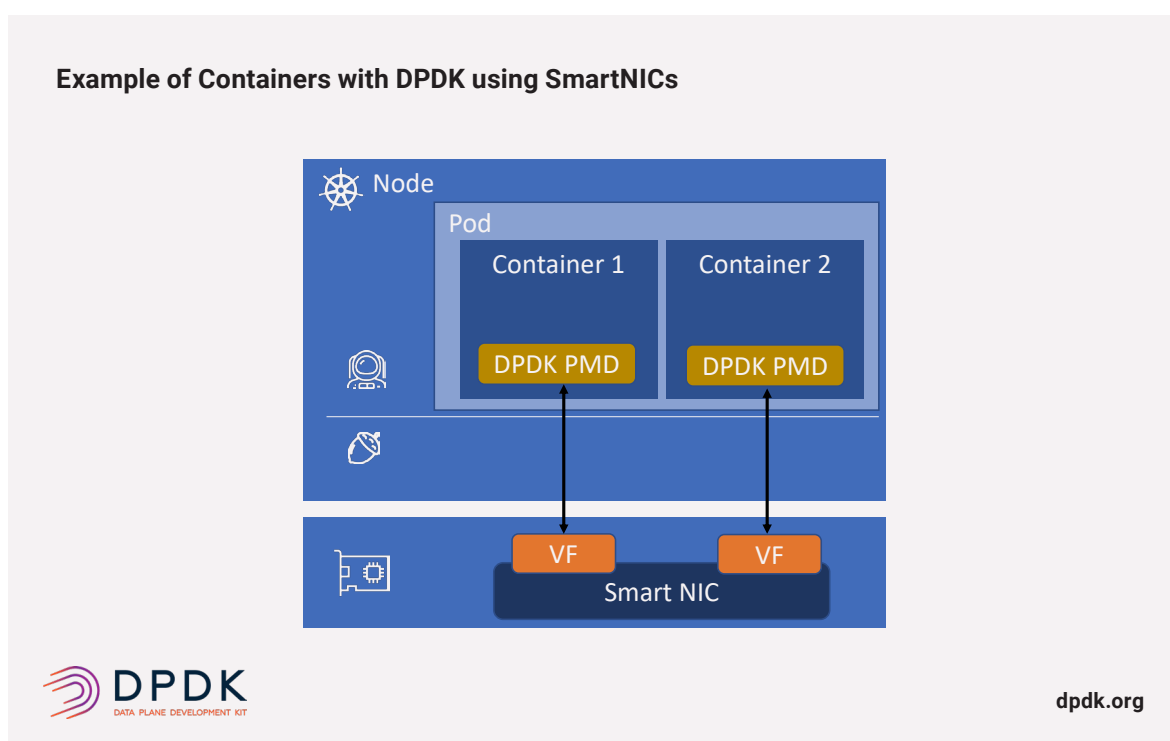 Example of Containers with DPDK using SmartNICs
Node
Pod
Container 1
Container 2
DPDK PMD
DPDK PMD
VF
VF
Smart NIC
DPDK
DATA PLANE DEVELOPMENT KIT
dpdk.org